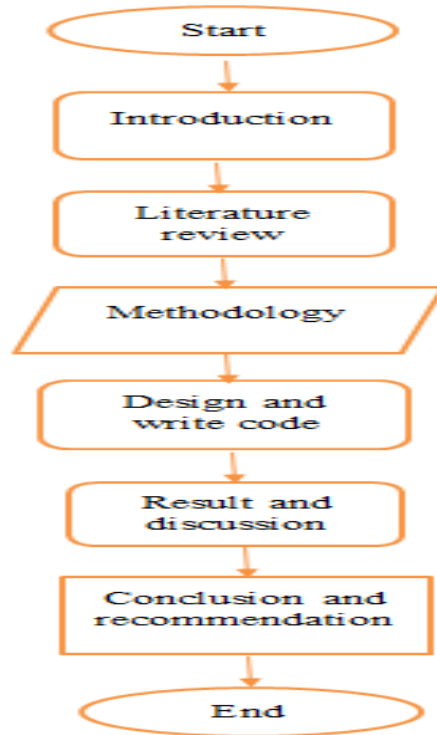 Start
Introduction
Literature
review
Methodology
Design and
write code
Result and
discussion
Conclusion and
recommendation
End